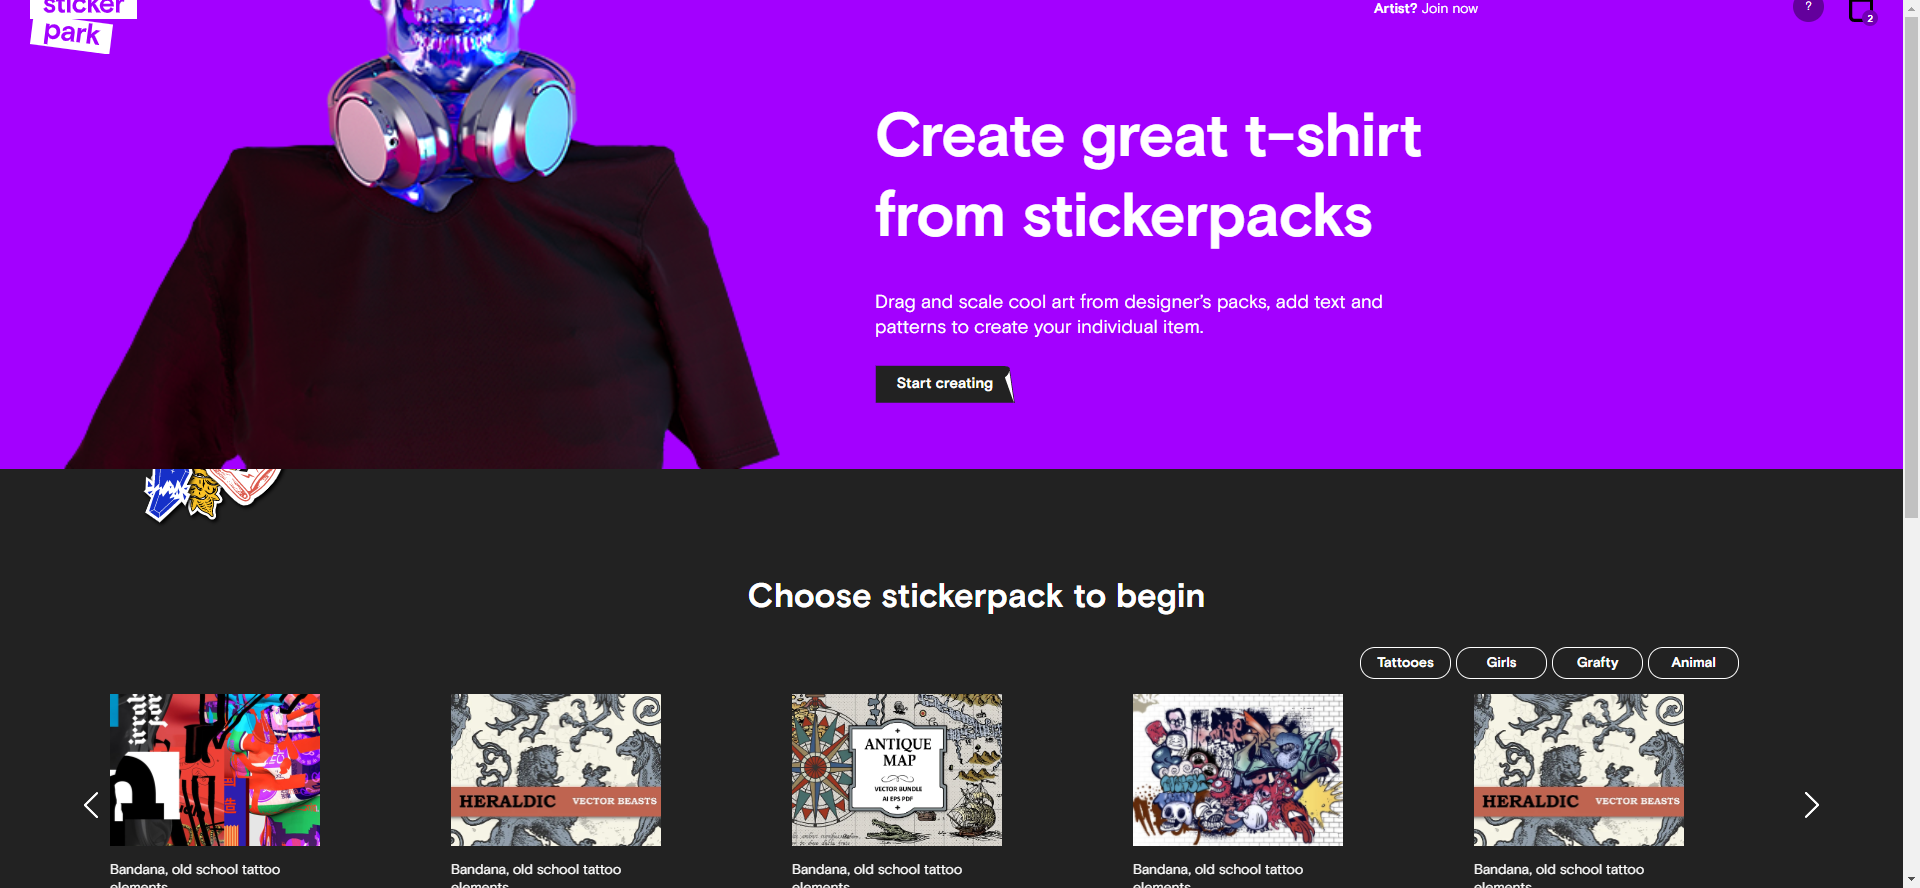 sticker
park
Artist? Join now
?
2
Create great t-shirt
from stickerpacks
Drag and scale cool art from designer's packs, add text and
patterns to create your individual item.
Start creating
Choose stickerpack to begin
Tattooes
Girls
Grafty
Animal
HERALDIC VECTOR BEASTS
ANTIQUE
MAP
VECTOR BUNDLE
AI EPS PDF
HERALDIC VECTOR BEASTS
Bandana, old school tattoo
elements
Bandana, old school tattoo
elements
Bandana, old school tattoo
elements
Bandana, old school tattoo
elements
Bandana, old school tattoo
elements